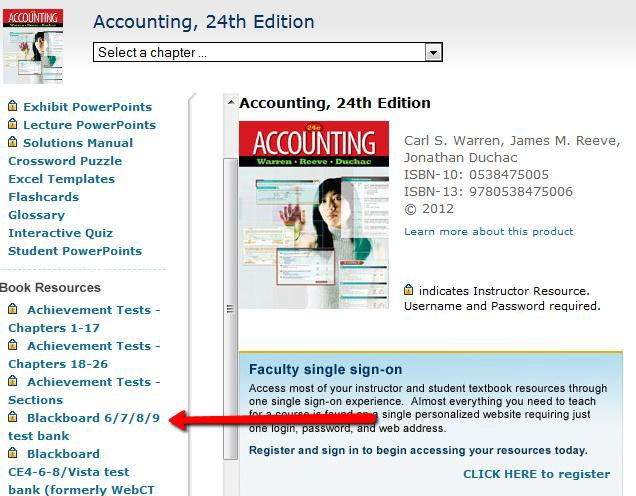 Accounting, 24th Edition
Select a chapter ...
Exhibit PowerPoints
Lecture PowerPoints
Solutions Manual
Crossword Puzzle
Excel Templates
Flashcards
Glossary
Interactive Quiz
Student PowerPoints
Book Resources
Achievement Tests -
Chapters 1-17
Achievement Tests -
Chapters 18-26
Achievement Tests -
Sections
Blackboard 6/7/8/9
test bank
Blackboard
CE4-6-8/Vista test
bank (formerly WebCT
Accounting, 24th Edition
24e
ACCOUNTING
Warren • Reeve • Duchac
Carl S. Warren, James M. Reeve,
Jonathan Duchac
ISBN-10: 0538475005
ISBN-13: 9780538475006
© 2012
Learn more about this product
indicates Instructor Resource.
Username and Password required.
Faculty single sign-on
Access most of your instructor and student textbook resources through
one single sign-on experience. Almost everything you need to teach
for a course is found on a single personalized website requiring just
one login, password, and web address.
Register and sign in to begin accessing your resources today.
CLICK HERE to register